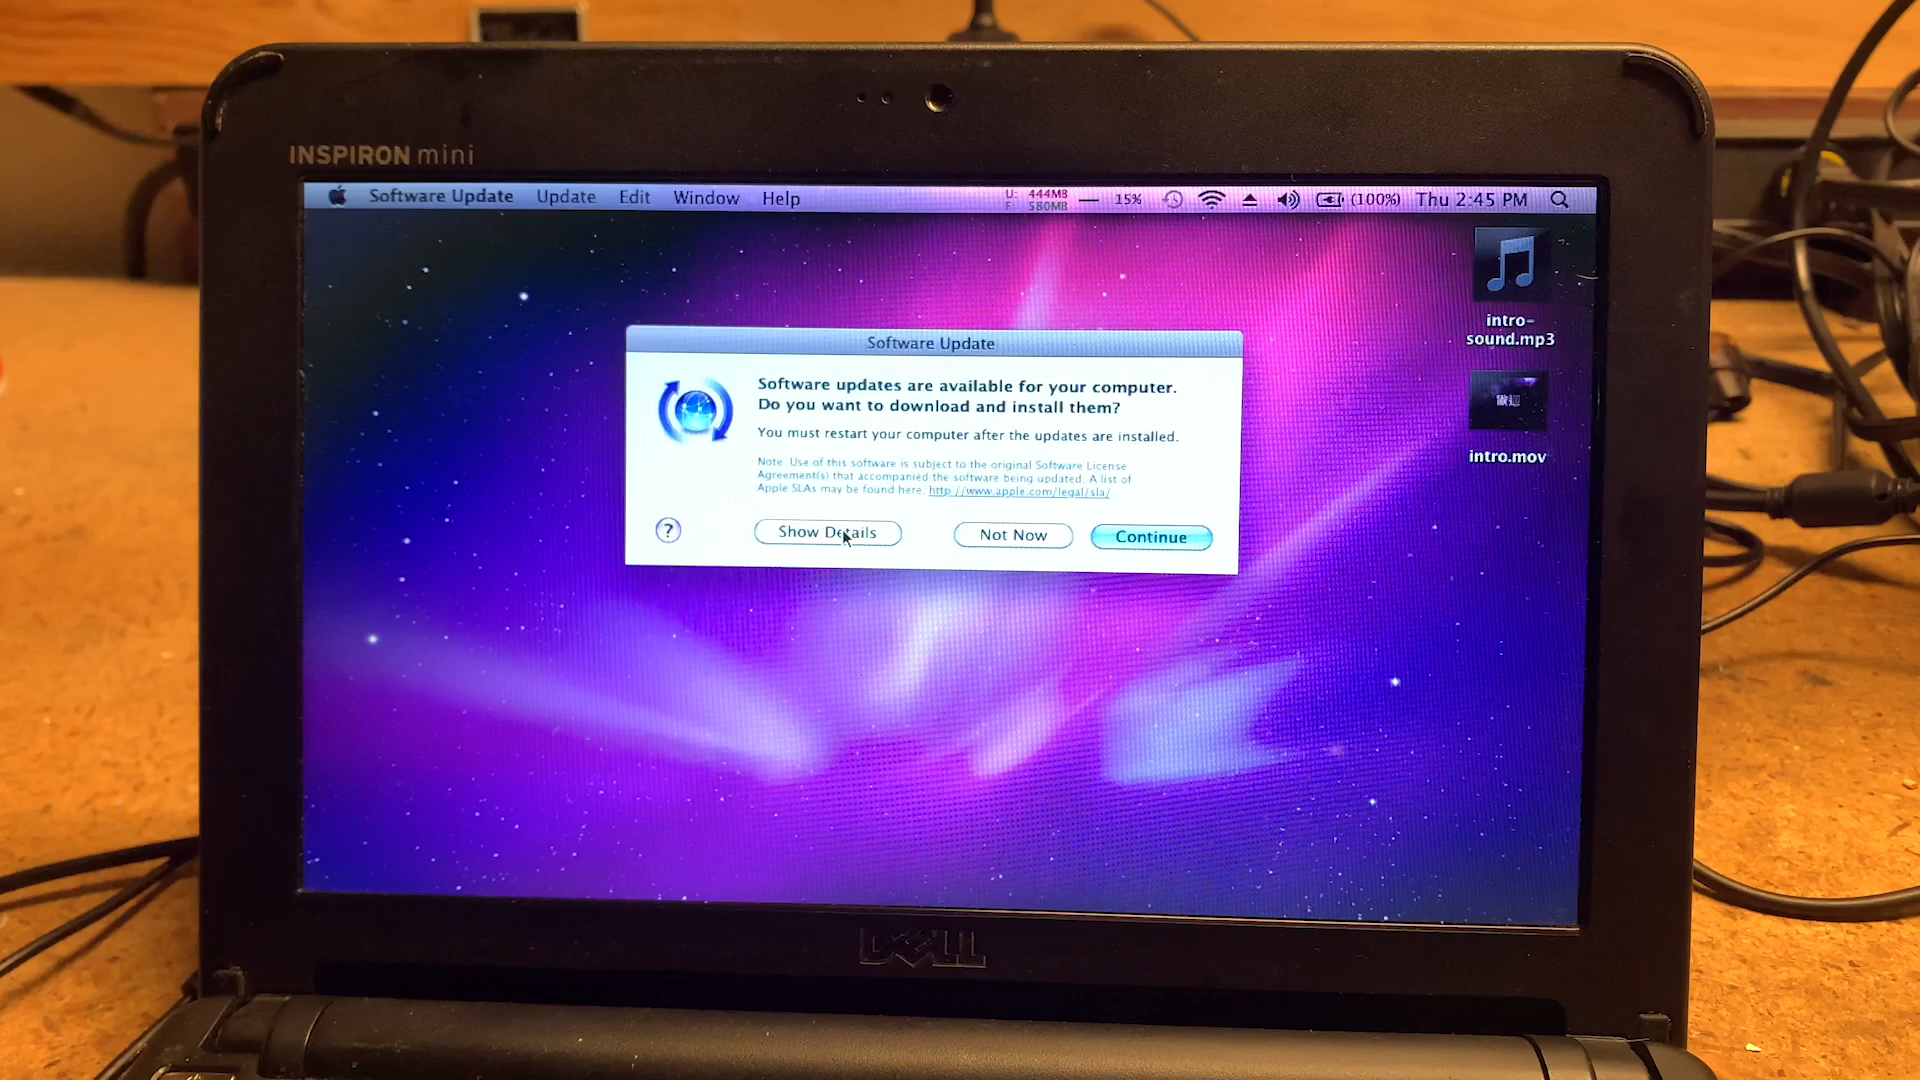 INSPIRON mini
Software Update Update Edit Window Help
U: 444MB
F: 580MB
15% (100%) Thu 2:45 PM
intro-
sound.mp3
intro.mov
Software Update
Software updates are available for your computer.
Do you want to download and install them?
You must restart your computer after the updates are installed.
Note: Use of this software is subject to the original Software License
Agreement(s) that accompanied the software being updated. A list of
Apple SLAs may be found here: http://www.apple.com/legal/sla/
? Show Details Not Now Continue
DELL